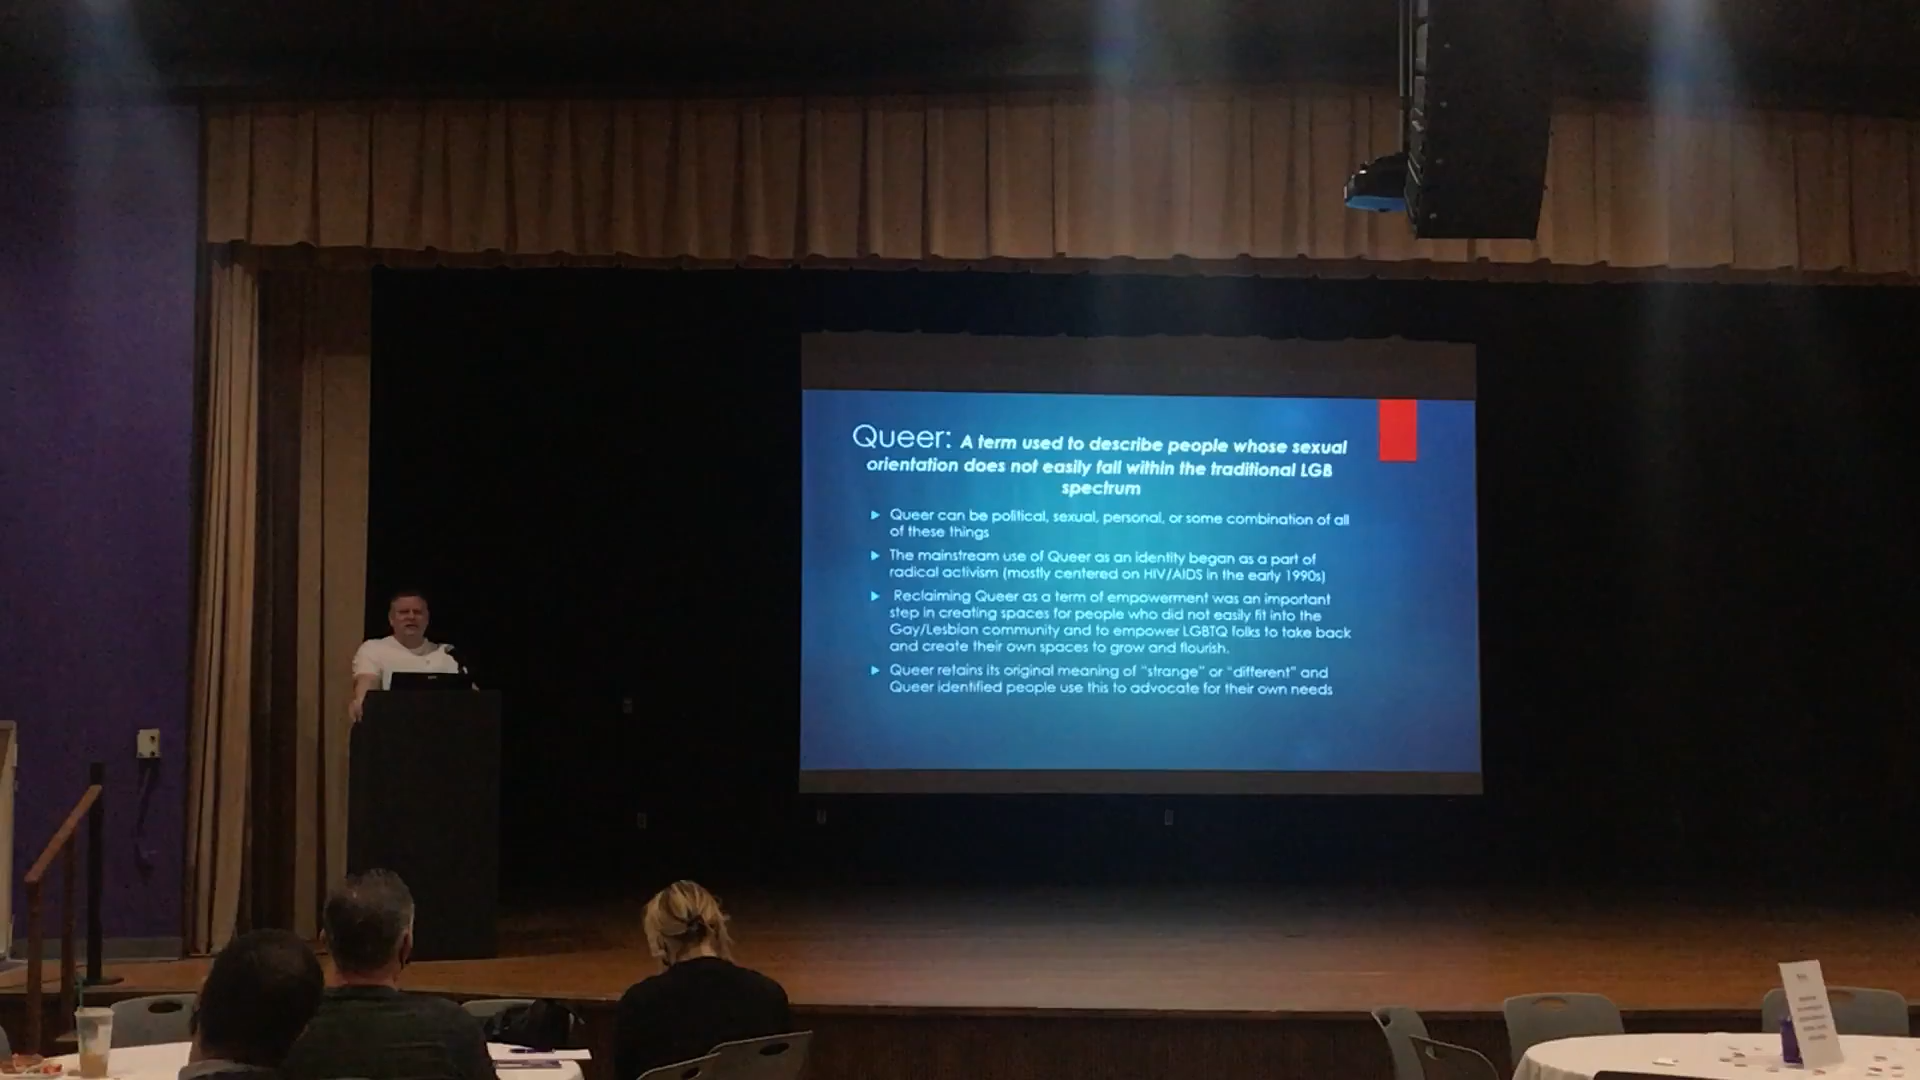 Queer: A term used to describe people whose sexual
orientation does not easily fall within the traditional LGB
spectrum
Queer can be political, sexual, personal, or some combination of all
of these things
The mainstream use of Queer as an identity began as a part of
radical activism (mostly centered on HIV/AIDS in the early 1990s)
Reclaiming Queer as a term of empowerment was an important
step in creating spaces for people who did not easily fit into the
Gay/Lesbian community and to empower LGBTQ folks to take back
and create their own spaces to grow and flourish.
Queer retains its original meaning of "strange" or "different" and
Queer identified people use this to advocate for their own needs